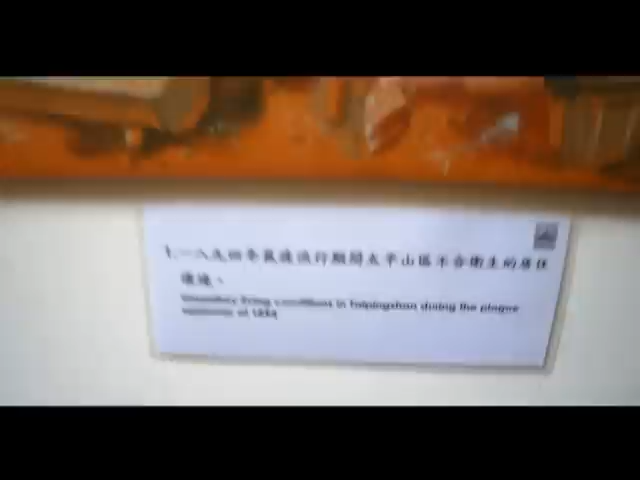 1.一八九四年鼠疫流行期間太平山區不合衛生的居住
環境。
Unsanitary living conditions in Taipingshan during the plague
epidemic of 1894